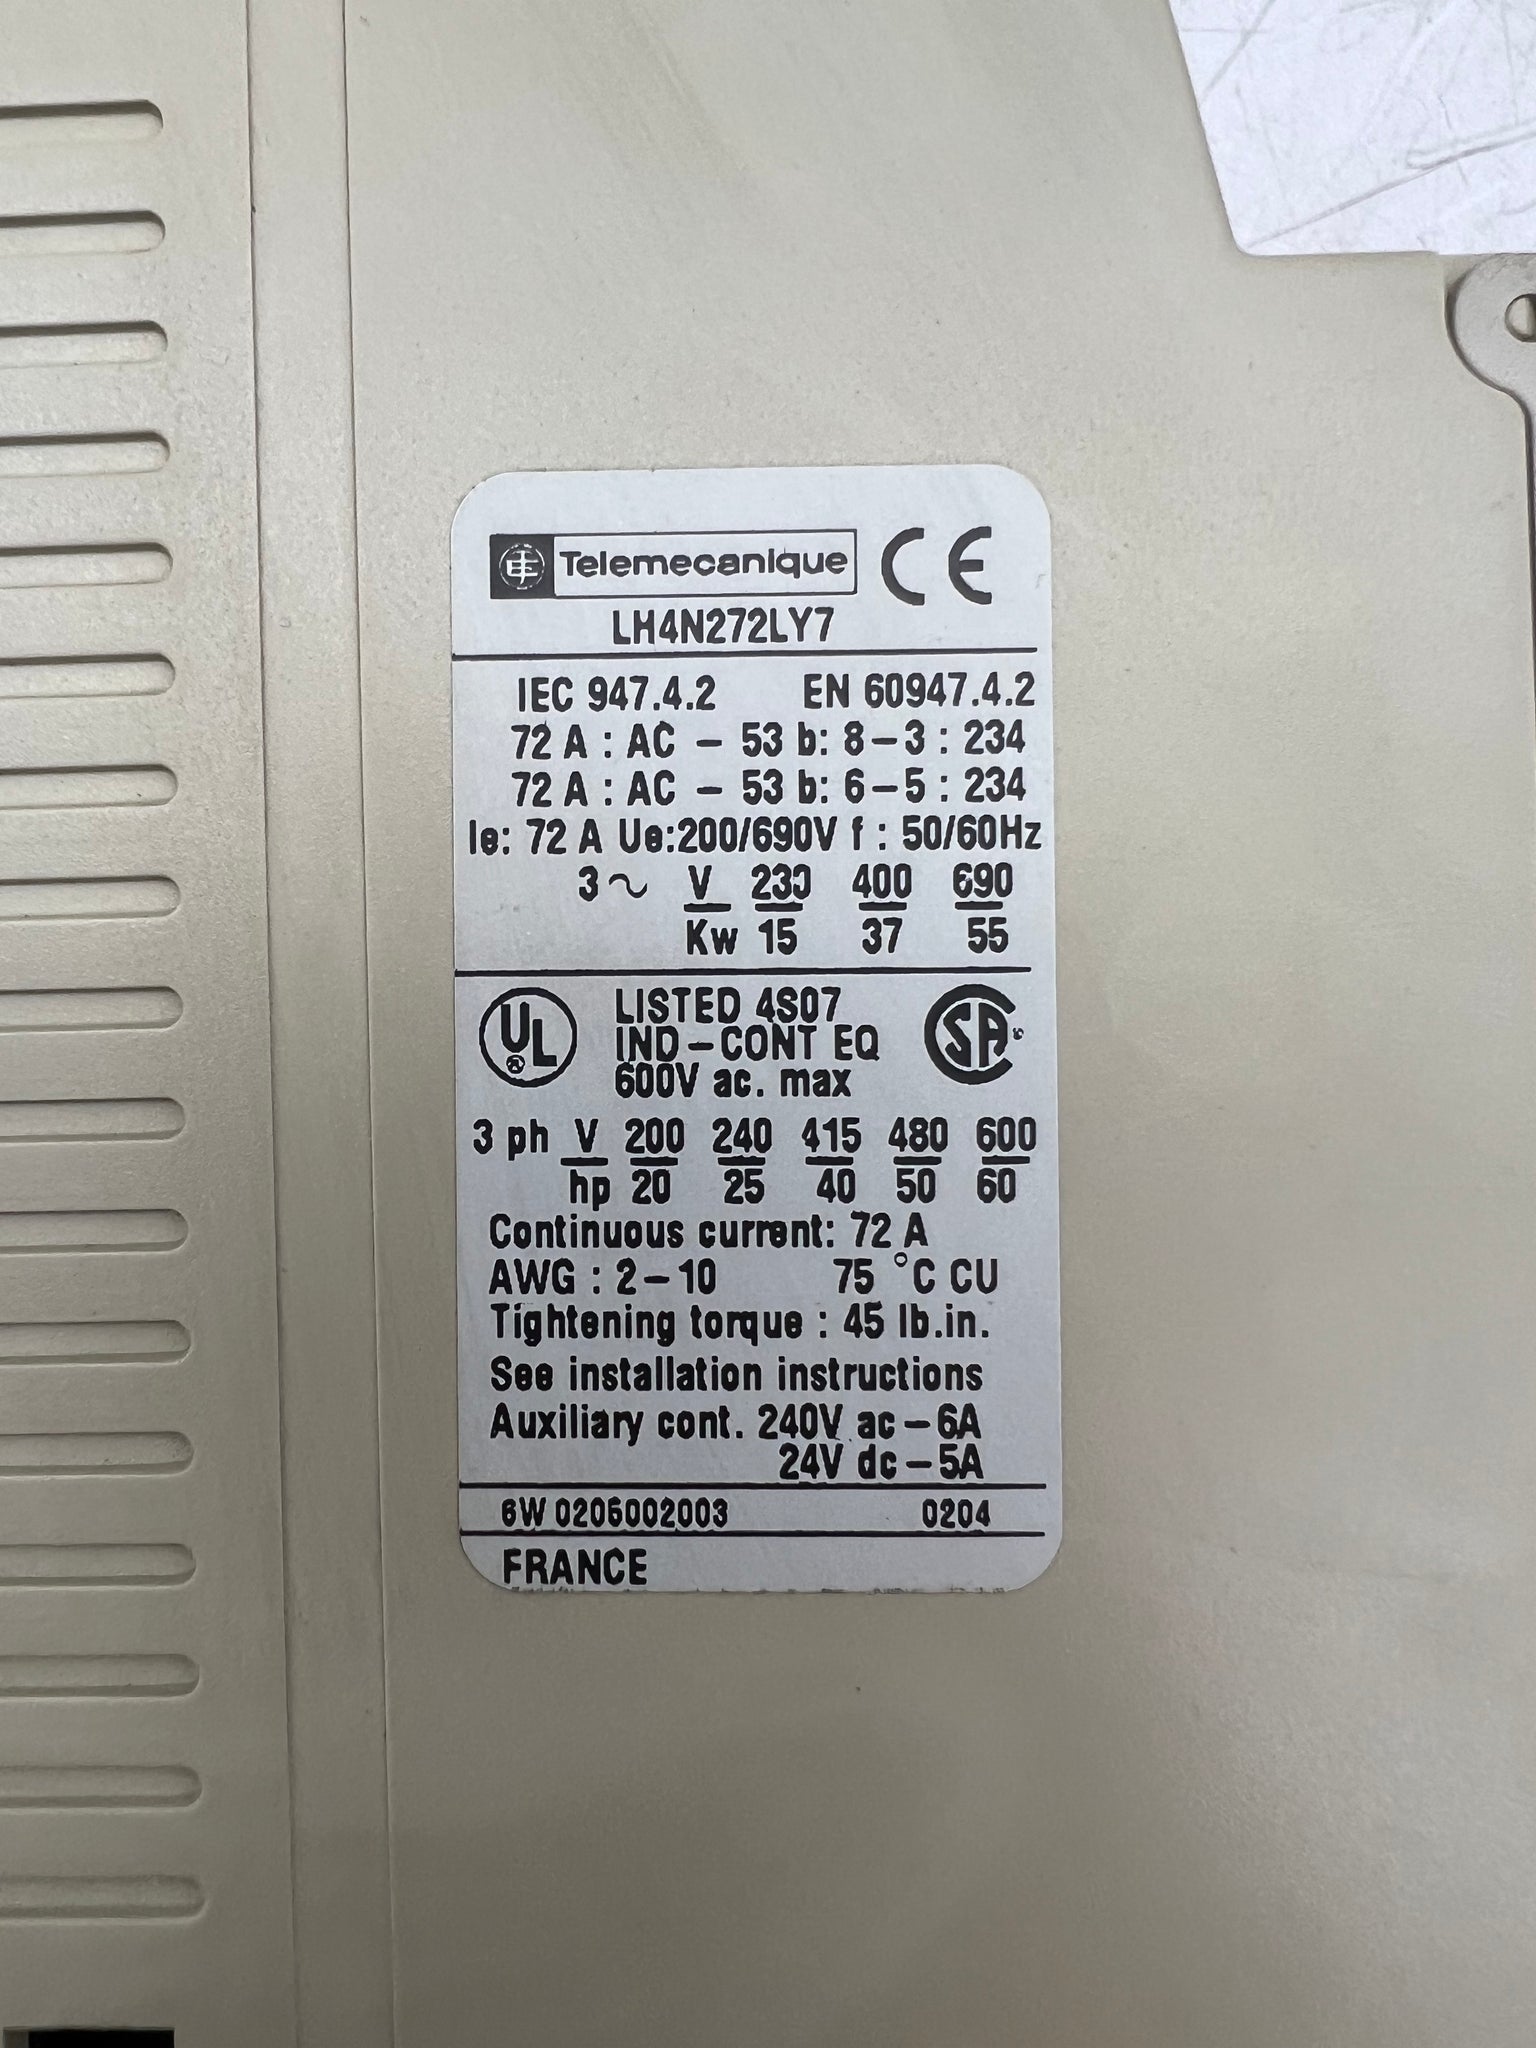 Telemecanique CE
LH4N272LY7
IEC 947.4.2 EN 60947.4.2
72 A : AC – 53 b: 8–3 : 234
72 A : AC – 53 b: 6–5 : 234
Ie: 72 A Ue:200/690V f : 50/60Hz
3~ V 230 400 690
Kw 15 37 55
UL LISTED 4S07 CSA
IND–CONT EQ
600V ac. max
3 ph V 200 240 415 480 600
hp 20 25 40 50 60
Continuous current: 72 A
AWG : 2–10 75 °C CU
Tightening torque : 45 lb.in.
See installation instructions
Auxiliary cont. 240V ac–6A
24V dc–5A
6W 0206002003 0204
FRANCE